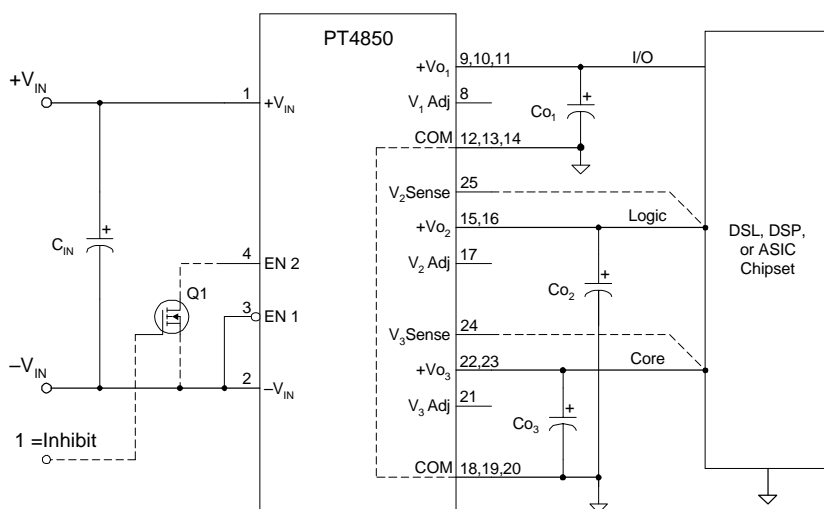 PT4850
+VIN
1
+VIN
CIN
4
EN 2
Q1
3
EN 1
–VIN
2
–VIN
1 =Inhibit
+Vo1
9,10,11
I/O
V1 Adj
8
Co1
COM
12,13,14
V2Sense
25
+Vo2
15,16
Logic
V2 Adj
17
Co2
V3Sense
24
+Vo3
22,23
Core
V3 Adj
21
Co3
COM
18,19,20
DSL, DSP,
or ASIC
Chipset
+
+
+
+